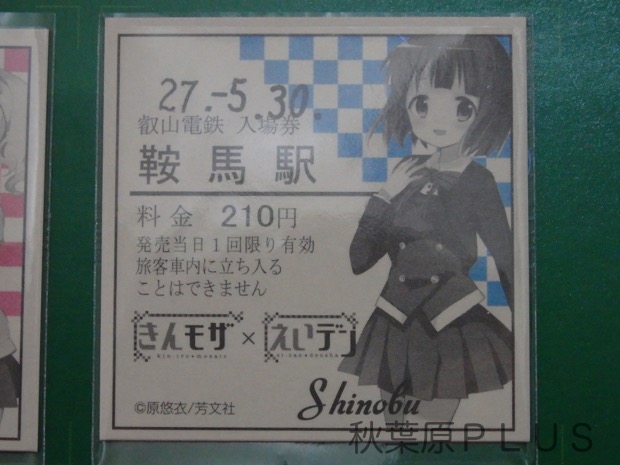 27.-5.30.
叡山電鉄 入場券
鞍馬駅
料金 210円
発売当日1回限り有効
旅客車内に立ち入る
ことはできません
きんモザ×えいデン
©原悠衣/芳文社
Shinobu
秋葉原PLUS